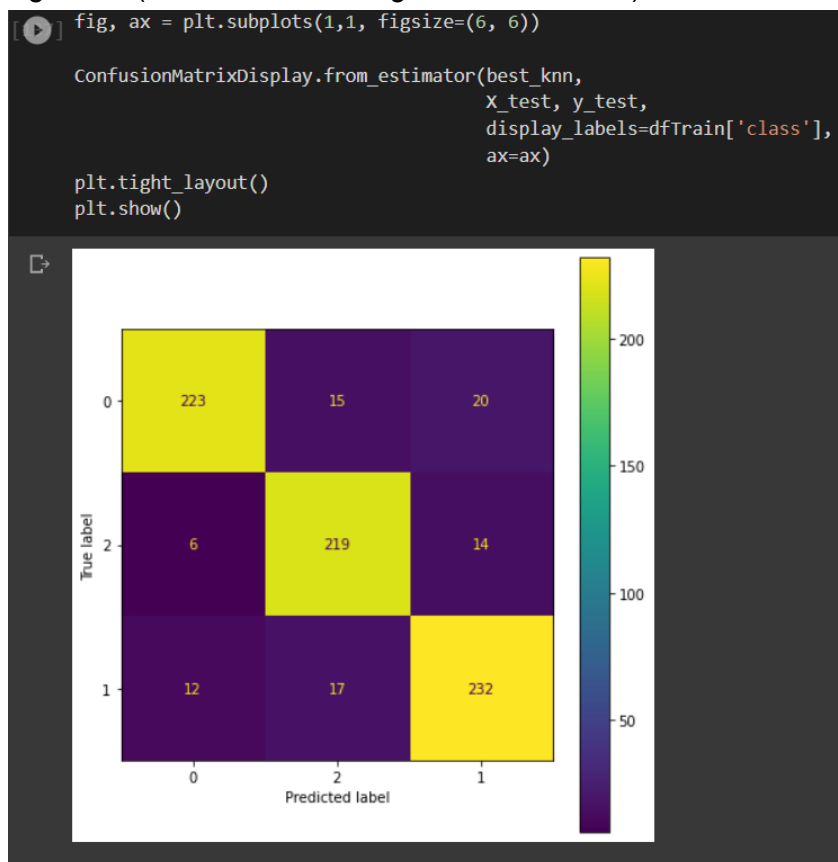 fig, ax = plt.subplots(1,1, figsize=(6, 6))
ConfusionMatrixDisplay.from_estimator(best_knn,
X_test, y_test,
display_labels=dfTrain['class'],
ax=ax)
plt.tight_layout()
plt.show()
200
0 223 15 20
150
True label
2 6 219 14
100
1 12 17 232
50
0 2 1
Predicted label